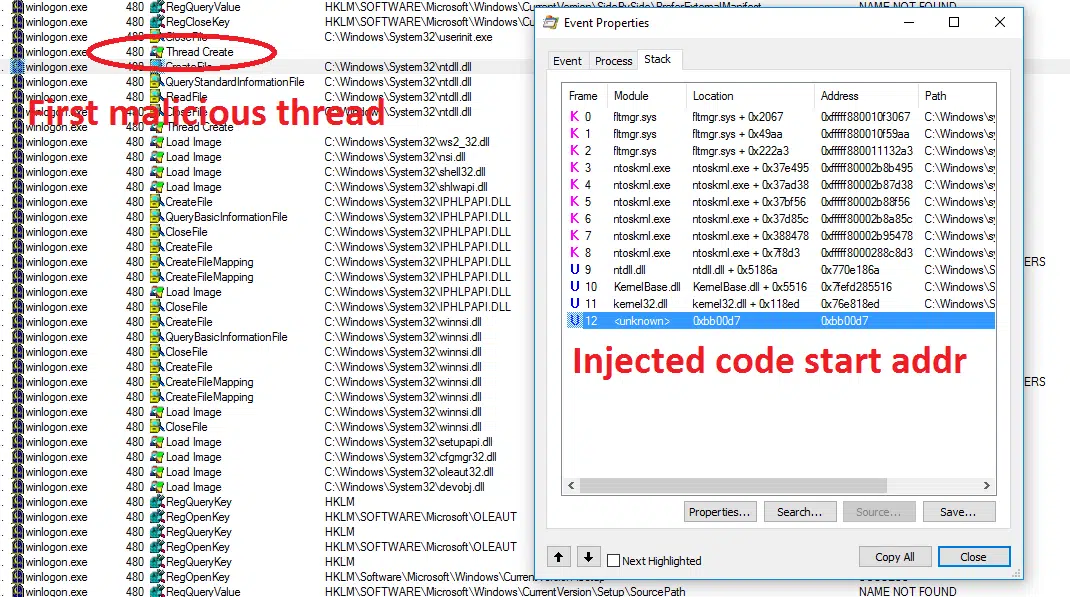 winlogon.exe 480 RegQueryValue HKLM\SOFTWARE\Microsoft\Windows\CurrentVersion\SideBySide\PreferExternalManifest NAME NOT FOUND
winlogon.exe 480 RegCloseKey HKLM\SOFTWARE\Microsoft\Windows\
winlogon.exe 480 CloseFile C:\Windows\System32\userinit.exe
winlogon.exe 480 Thread Create
winlogon.exe 480 CreateFile C:\Windows\System32\ntdll.dll
winlogon.exe 480 QueryStandardInformationFile C:\Windows\System32\ntdll.dll
winlogon.exe 480 ReadFile C:\Windows\System32\ntdll.dll
winlogon.exe 480 CloseFile C:\Windows\System32\ntdll.dll
First malicious thread
winlogon.exe 480 Thread Create
winlogon.exe 480 Load Image C:\Windows\System32\ws2_32.dll
winlogon.exe 480 Load Image C:\Windows\System32\nsi.dll
winlogon.exe 480 Load Image C:\Windows\System32\shell32.dll
winlogon.exe 480 Load Image C:\Windows\System32\shlwapi.dll
winlogon.exe 480 CreateFile C:\Windows\System32\IPHLPAPI.DLL
winlogon.exe 480 QueryBasicInformationFile C:\Windows\System32\IPHLPAPI.DLL
winlogon.exe 480 CloseFile C:\Windows\System32\IPHLPAPI.DLL
winlogon.exe 480 CreateFile C:\Windows\System32\IPHLPAPI.DLL
winlogon.exe 480 CreateFileMapping C:\Windows\System32\IPHLPAPI.DLL ERS
winlogon.exe 480 CreateFileMapping C:\Windows\System32\IPHLPAPI.DLL
winlogon.exe 480 Load Image C:\Windows\System32\IPHLPAPI.DLL
winlogon.exe 480 CloseFile C:\Windows\System32\IPHLPAPI.DLL
winlogon.exe 480 CreateFile C:\Windows\System32\winnsi.dll
winlogon.exe 480 QueryBasicInformationFile C:\Windows\System32\winnsi.dll
winlogon.exe 480 CloseFile C:\Windows\System32\winnsi.dll
winlogon.exe 480 CreateFile C:\Windows\System32\winnsi.dll
winlogon.exe 480 CreateFileMapping C:\Windows\System32\winnsi.dll ERS
winlogon.exe 480 CreateFileMapping C:\Windows\System32\winnsi.dll
winlogon.exe 480 Load Image C:\Windows\System32\winnsi.dll
winlogon.exe 480 CloseFile C:\Windows\System32\winnsi.dll
winlogon.exe 480 Load Image C:\Windows\System32\setupapi.dll
winlogon.exe 480 Load Image C:\Windows\System32\cfgmgr32.dll
winlogon.exe 480 Load Image C:\Windows\System32\oleaut32.dll
winlogon.exe 480 Load Image C:\Windows\System32\devobj.dll
winlogon.exe 480 RegQueryKey HKLM
winlogon.exe 480 RegOpenKey HKLM\SOFTWARE\Microsoft\OLEAUT
winlogon.exe 480 RegQueryKey HKLM
winlogon.exe 480 RegOpenKey HKLM\SOFTWARE\Microsoft\OLEAUT
winlogon.exe 480 RegQueryKey HKLM
winlogon.exe 480 RegOpenKey HKLM\Software\Microsoft\Windows\CurrentVersion\Setup SUCCESS
winlogon.exe 480 RegQueryValue HKLM\SOFTWARE\Microsoft\Windows\CurrentVersion\Setup\SourcePath NAME NOT FOUND
Event Properties
Event Process Stack
Frame Module Location Address Path
K 0 fltmgr.sys fltmgr.sys + 0x2067 0xfffff880010f3067 C:\Windows\sy
K 1 fltmgr.sys fltmgr.sys + 0x49aa 0xfffff880010f59aa C:\Windows\sy
K 2 fltmgr.sys fltmgr.sys + 0x222a3 0xfffff880011132a3 C:\Windows\sy
K 3 ntoskrnl.exe ntoskrnl.exe + 0x37e495 0xfffff80002b8b495 C:\Windows\sy
K 4 ntoskrnl.exe ntoskrnl.exe + 0x37ad38 0xfffff80002b87d38 C:\Windows\sy
K 5 ntoskrnl.exe ntoskrnl.exe + 0x37bf56 0xfffff80002b88f56 C:\Windows\sy
K 6 ntoskrnl.exe ntoskrnl.exe + 0x37d85c 0xfffff80002b8a85c C:\Windows\sy
K 7 ntoskrnl.exe ntoskrnl.exe + 0x388478 0xfffff80002b95478 C:\Windows\sy
K 8 ntoskrnl.exe ntoskrnl.exe + 0x7f8d3 0xfffff8000288c8d3 C:\Windows\sy
U 9 ntdll.dll ntdll.dll + 0x5186a 0x770e186a C:\Windows\S
U 10 KernelBase.dll KernelBase.dll + 0x5516 0x7fefd285516 C:\Windows\S
U 11 kernel32.dll kernel32.dll + 0x118ed 0x76e818ed C:\Windows\S
U 12 <unknown> 0xbb00d7 0xbb00d7
Injected code start addr
Properties... Search... Source... Save...
Next Highlighted Copy All Close